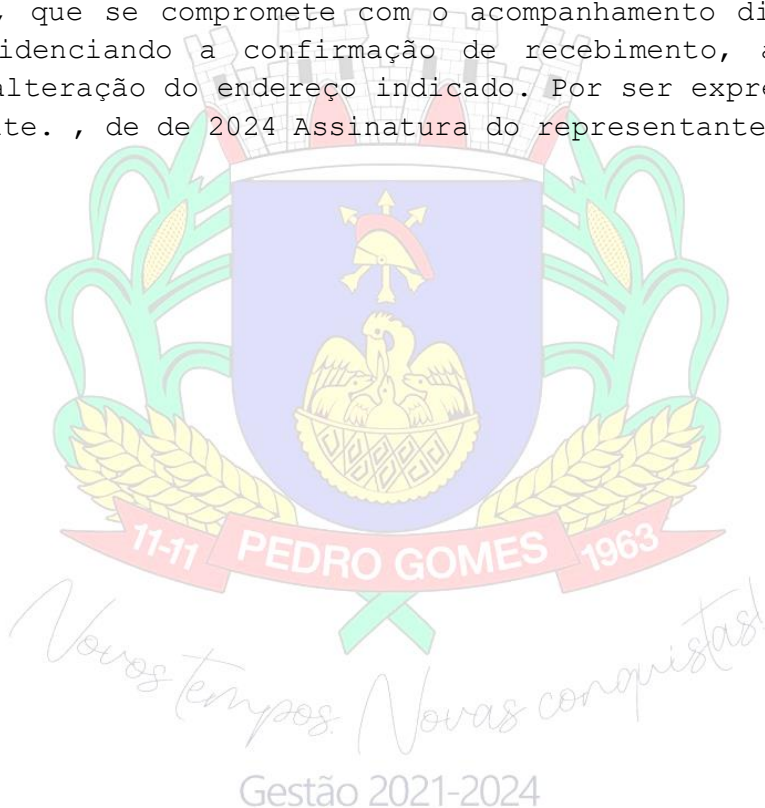 , que se compromete com o acompanhamento di
idenciando a confirmação de recebimento, a
alteração do endereço indicado. Por ser expre
te. , de de 2024 Assinatura do representante
11-11 PEDRO GOMES 1963
Novos tempos. Novas conquistas!
Gestão 2021-2024